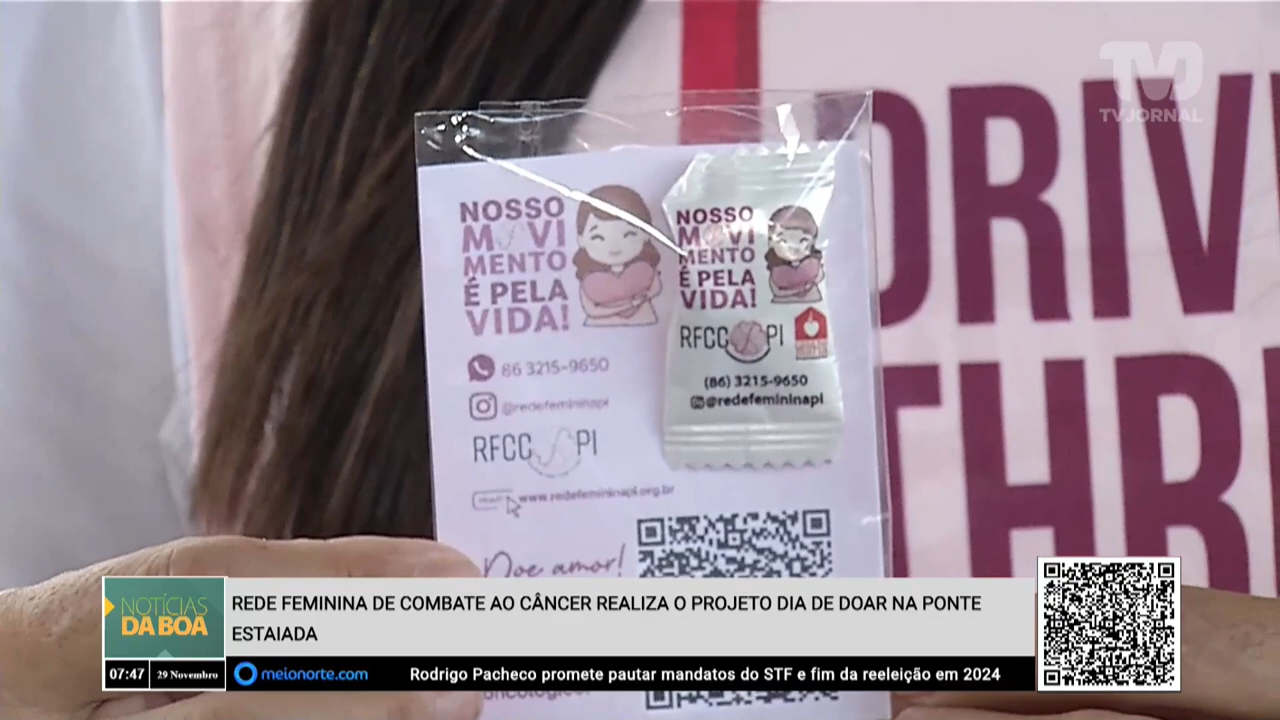 TVJ
TV JORNAL
DRIV
THR
NOSSO
MOVI
MENTO
É PELA
VIDA!
86 3215-9650
@redefemininapi
RFCC PI
www.redefemininapi.org.br
Doe amor!
NOSSO
MOVI
MENTO
É PELA
VIDA!
RFCC PI
(86) 3215-9650
@redefemininapi
NOTÍCIAS
DA BOA
REDE FEMININA DE COMBATE AO CÂNCER REALIZA O PROJETO DIA DE DOAR NA PONTE
ESTAIADA
07:47
29 Novembro
meionorte.com
Rodrigo Pacheco promete pautar mandatos do STF e fim da reeleição em 2024